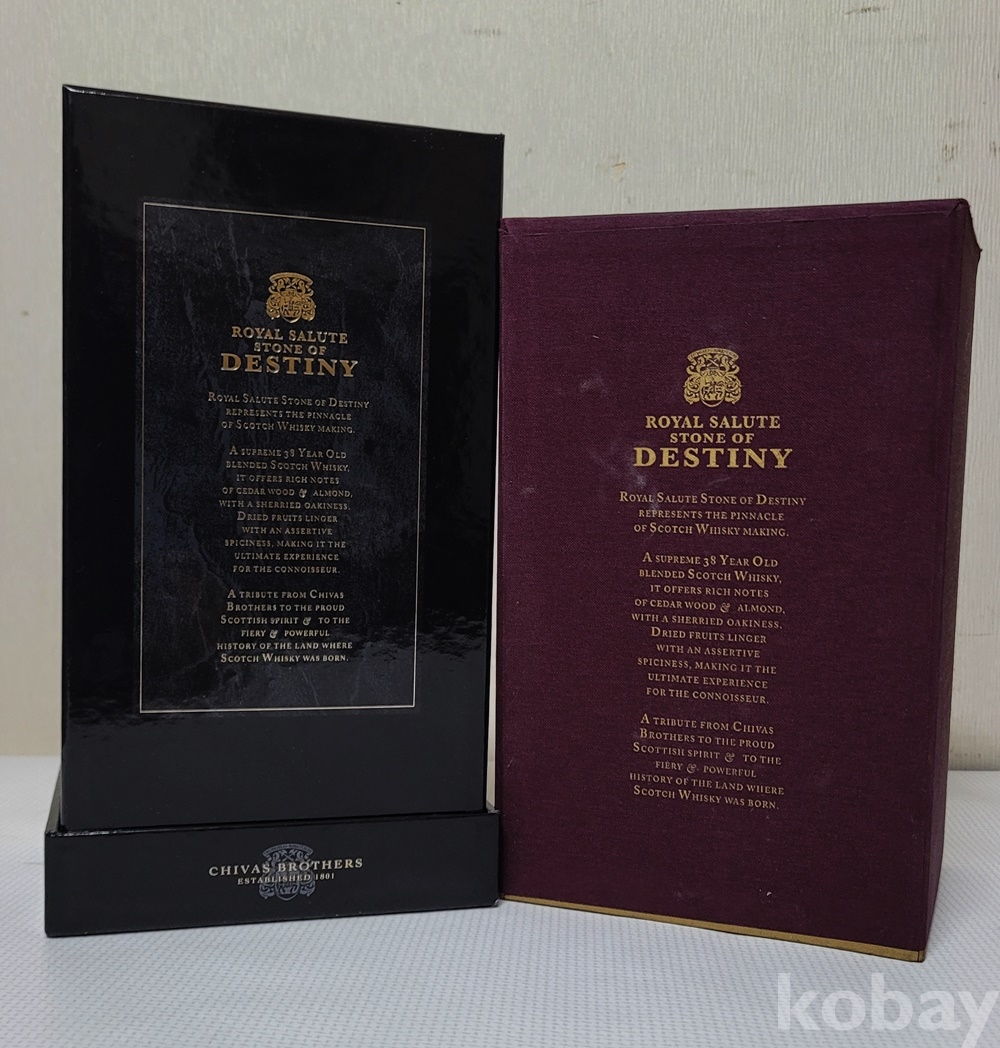 ROYAL SALUTE
STONE OF
DESTINY
ROYAL SALUTE STONE OF DESTINY
REPRESENTS THE PINNACLE
OF SCOTCH WHISKY MAKING.
A SUPREME 38 YEAR OLD
BLENDED SCOTCH WHISKY,
IT OFFERS RICH NOTES
OF CEDAR WOOD & ALMOND,
WITH A SHERRIED OAKINESS.
DRIED FRUITS LINGER
WITH AN ASSERTIVE
SPICINESS, MAKING IT THE
ULTIMATE EXPERIENCE
FOR THE CONNOISSEUR.
A TRIBUTE FROM CHIVAS
BROTHERS TO THE PROUD
SCOTTISH SPIRIT & TO THE
FIERY & POWERFUL
HISTORY OF THE LAND WHERE
SCOTCH WHISKY WAS BORN.
CHIVAS BROTHERS
ESTABLISHED 1801
ROYAL SALUTE
STONE OF
DESTINY
ROYAL SALUTE STONE OF DESTINY
REPRESENTS THE PINNACLE
OF SCOTCH WHISKY MAKING.
A SUPREME 38 YEAR OLD
BLENDED SCOTCH WHISKY,
IT OFFERS RICH NOTES
OF CEDAR WOOD & ALMOND,
WITH A SHERRIED OAKINESS.
DRIED FRUITS LINGER
WITH AN ASSERTIVE
SPICINESS, MAKING IT THE
ULTIMATE EXPERIENCE
FOR THE CONNOISSEUR.
A TRIBUTE FROM CHIVAS
BROTHERS TO THE PROUD
SCOTTISH SPIRIT & TO THE
FIERY & POWERFUL
HISTORY OF THE LAND WHERE
SCOTCH WHISKY WAS BORN.
kobay